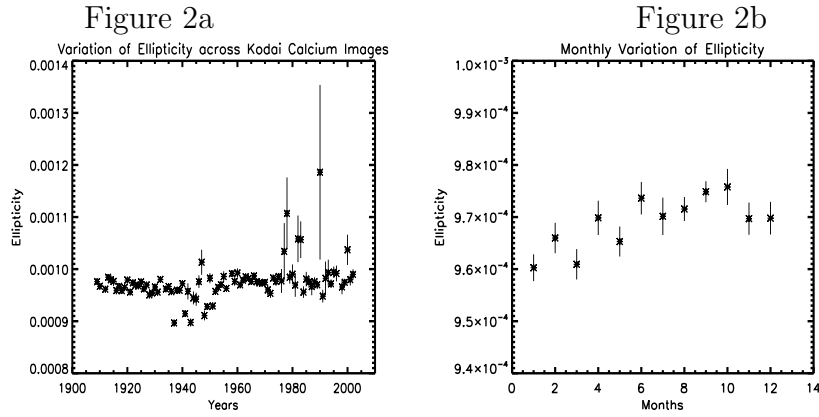 Figure 2a
Variation of Ellipticity across Kodai Calcium Images
0.0014
0.0013
0.0012
0.0011
0.0010
0.0009
0.0008
Ellipticity
1900 1920 1940 1960 1980 2000
Years
Figure 2b
Monthly Variation of Ellipticity
1.0×10⁻³
9.9×10⁻⁴
9.8×10⁻⁴
9.7×10⁻⁴
9.6×10⁻⁴
9.5×10⁻⁴
9.4×10⁻⁴
Ellipticity
0 2 4 6 8 10 12 14
Months